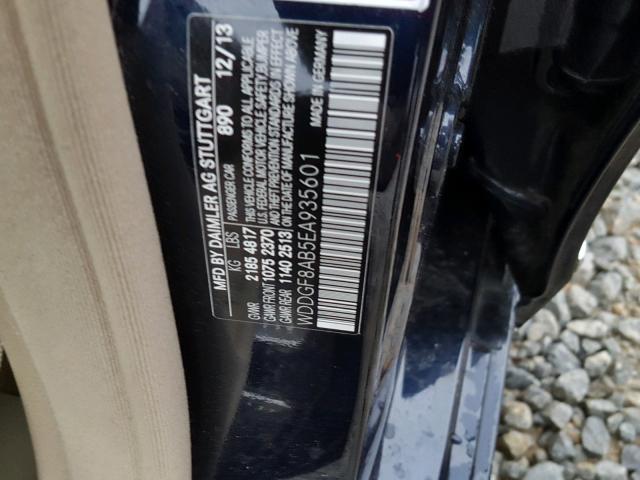 MFD BY DAIMLER AG STUTTGART
PASSENGER CAR 890 12/13
KG LBS
GVWR 2185 4817
GAWR FRONT 1075 2370
GAWR REAR 1140 2513
THIS VEHICLE CONFORMS TO ALL APPLICABLE
U.S. FEDERAL MOTOR VEHICLE SAFETY, BUMPER
AND THEFT PREVENTION STANDARDS IN EFFECT
ON THE DATE OF MANUFACTURE SHOWN ABOVE
WDDGF8AB5EA935601
MADE IN GERMANY